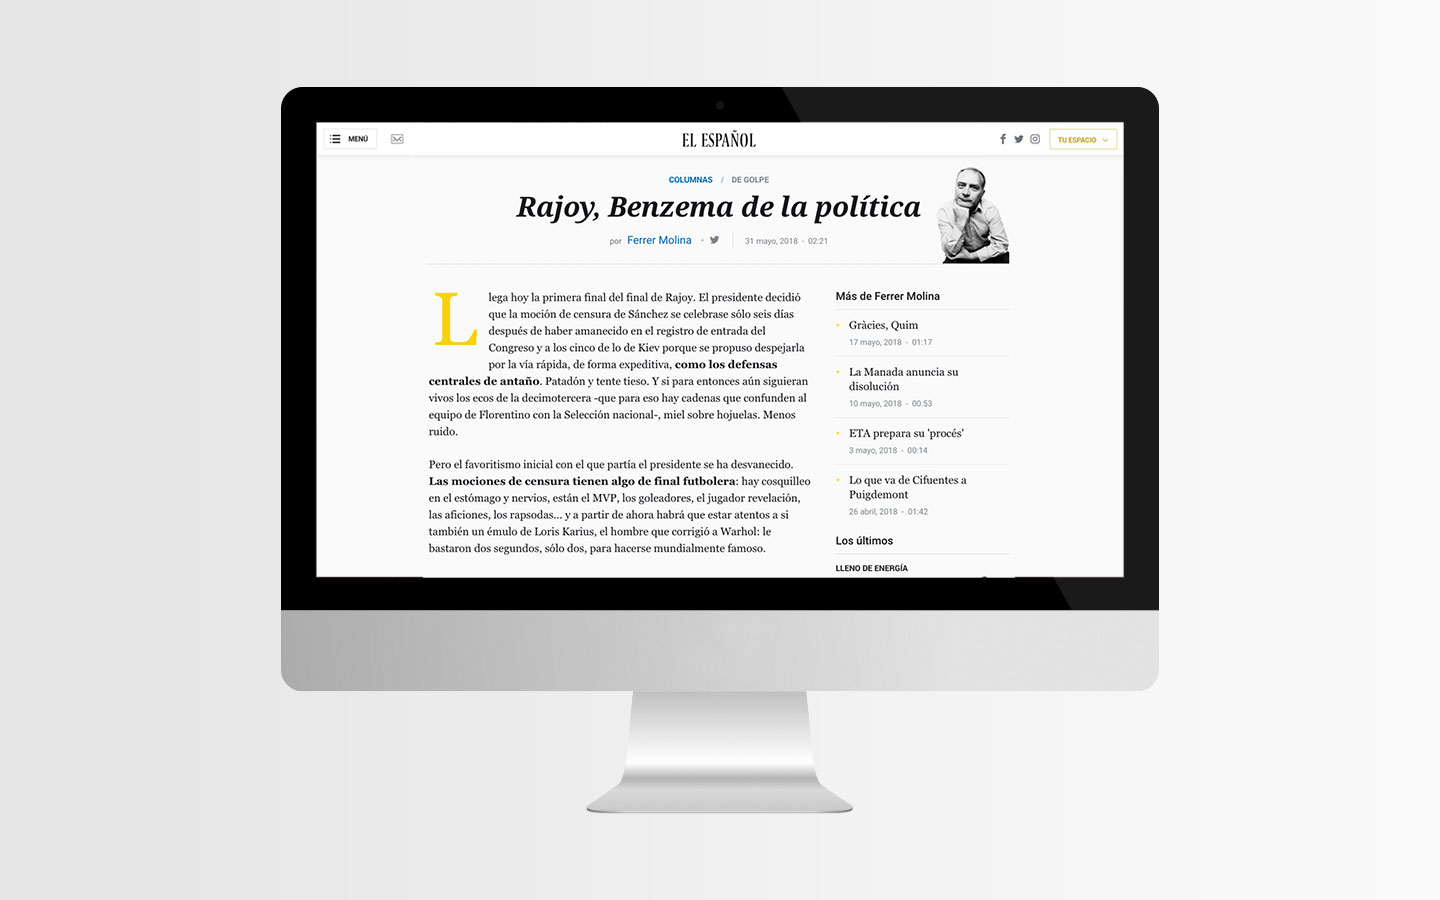 MENÚ
EL ESPAÑOL
TU ESPACIO
COLUMNAS / DE GOLPE
Rajoy, Benzema de la política
por Ferrer Molina
31 mayo, 2018 - 02:21
Llega hoy la primera final del final de Rajoy. El presidente decidió
que la moción de censura de Sánchez se celebrase sólo seis días
después de haber amanecido en el registro de entrada del
Congreso y a los cinco de lo de Kiev porque se propuso despejarla
por la vía rápida, de forma expeditiva, como los defensas
centrales de antaño. Patadón y tente tieso. Y si para entonces aún siguieran
vivos los ecos de la decimotercera -que para eso hay cadenas que confunden al
equipo de Florentino con la Selección nacional-, miel sobre hojuelas. Menos
ruido.
Pero el favoritismo inicial con el que partía el presidente se ha desvanecido.
Las mociones de censura tienen algo de final futbolera: hay cosquilleo
en el estómago y nervios, están el MVP, los goleadores, el jugador revelación,
las aficiones, los rapsodas... y a partir de ahora habrá que estar atentos a si
también un émulo de Loris Karius, el hombre que corrigió a Warhol: le
bastaron dos segundos, sólo dos, para hacerse mundialmente famoso.
Más de Ferrer Molina
Gràcies, Quim
17 mayo, 2018 - 01:17
La Manada anuncia su
disolución
10 mayo, 2018 - 00:53
ETA prepara su 'procés'
3 mayo, 2018 - 00:14
Lo que va de Cifuentes a
Puigdemont
26 abril, 2018 - 01:42
Los últimos
LLENO DE ENERGÍA